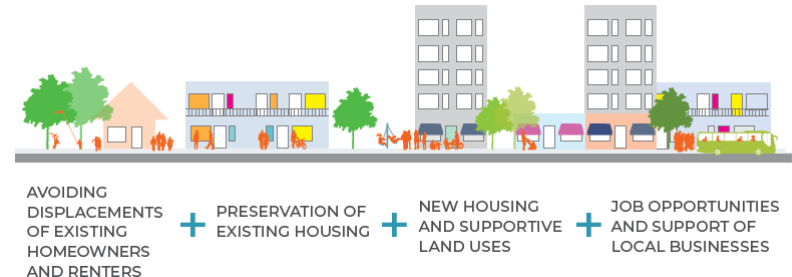 AVOIDING
DISPLACEMENTS
OF EXISTING
HOMEOWNERS
AND RENTERS
+
PRESERVATION OF
EXISTING HOUSING
+
NEW HOUSING
AND SUPPORTIVE
LAND USES
+
JOB OPPORTUNITIES
AND SUPPORT OF
LOCAL BUSINESSES